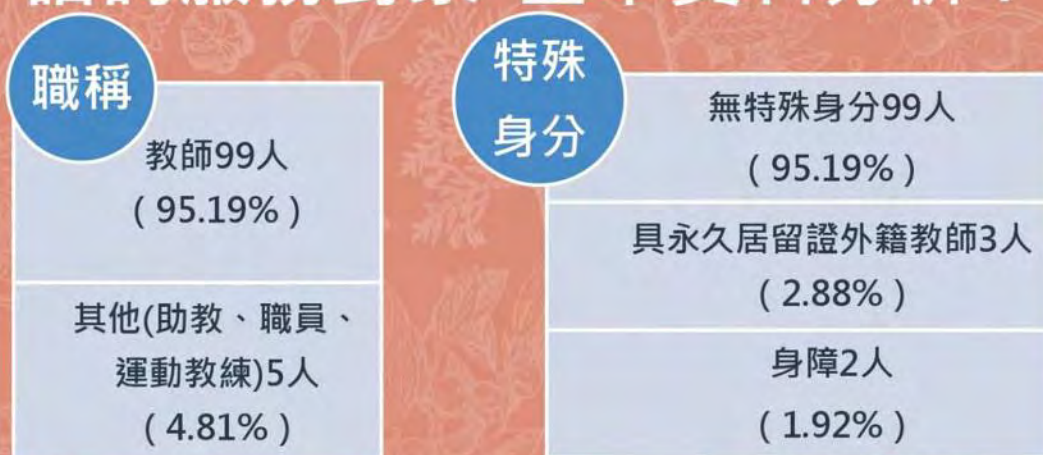 職稱
教師99人
( 95.19% )
其他(助教、職員、
運動教練)5人
( 4.81% )
特殊
身分
無特殊身分99人
( 95.19% )
具永久居留證外籍教師3人
( 2.88% )
身障2人
( 1.92% )